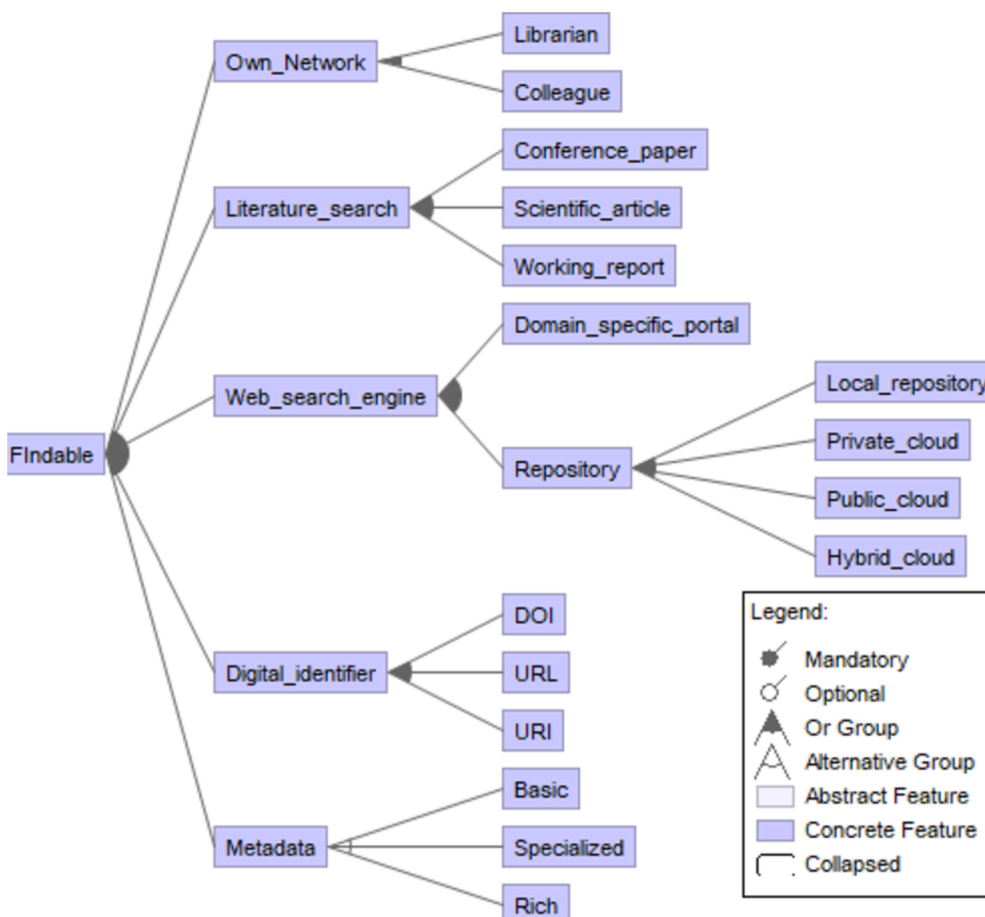 Librarian
Own_Network
Colleague
Conference_paper
Literature_search
Scientific_article
Working_report
Domain_specific_portal
Local_repository
Web_search_engine
Private_cloud
FIndable
Repository
Public_cloud
Hybrid_cloud
DOI
Digital_identifier
URL
URI
Basic
Metadata
Specialized
Rich
Legend:
Mandatory
Optional
Or Group
Alternative Group
Abstract Feature
Concrete Feature
Collapsed